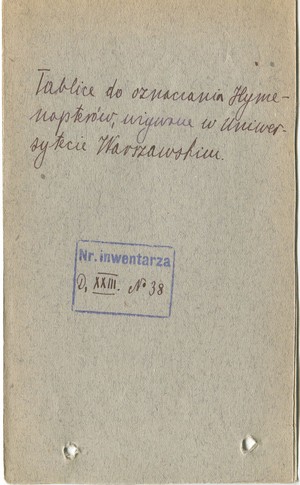 Tablice do oznaczania Hyme-
nopterów, używane w Uniwer-
sytecie Warszawskim.
Nr. inwentarza
D, XXIII. № 38